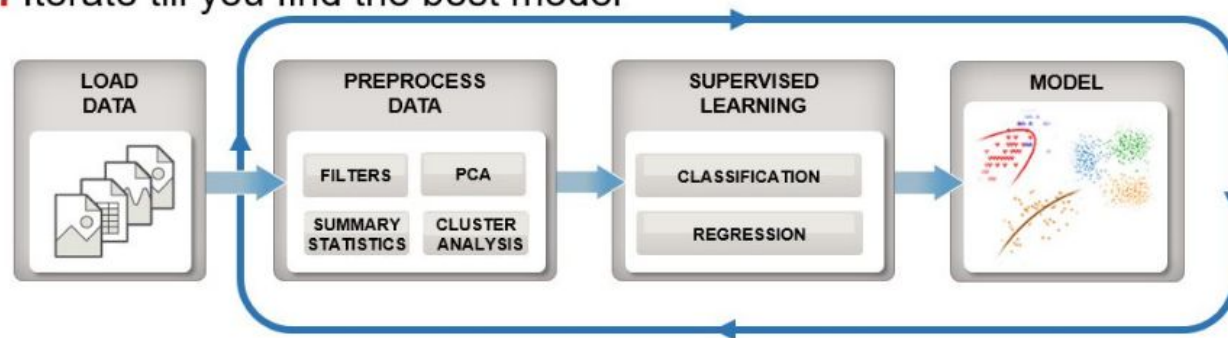 Iterate till you find the best model
LOAD
DATA
PREPROCESS
DATA
FILTERS
PCA
SUMMARY
STATISTICS
CLUSTER
ANALYSIS
SUPERVISED
LEARNING
CLASSIFICATION
REGRESSION
MODEL